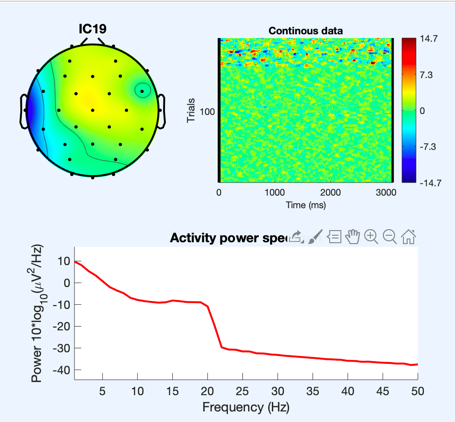 IC19
Continous data
Trials
100
14.7
7.3
0
-7.3
-14.7
0 1000 2000 3000
Time (ms)
Activity power spe
Power 10*log10(μV2/Hz)
10
0
-10
-20
-30
-40
5 10 15 20 25 30 35 40 45 50
Frequency (Hz)